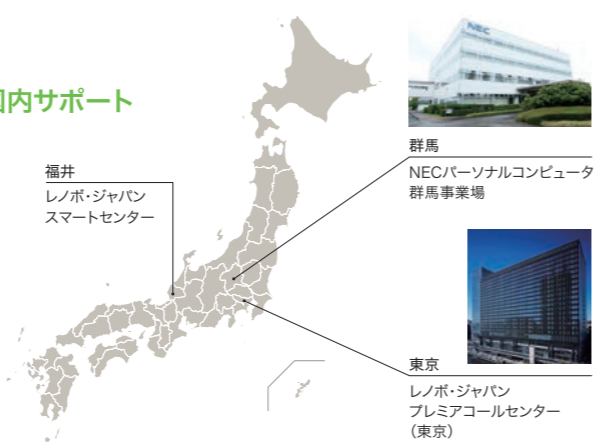 国内サポート
福井
レノボ・ジャパン
スマートセンター
NEC
群馬
NECパーソナルコンピュータ
群馬事業場
東京
レノボ・ジャパン
プレミアコールセンター
（東京）